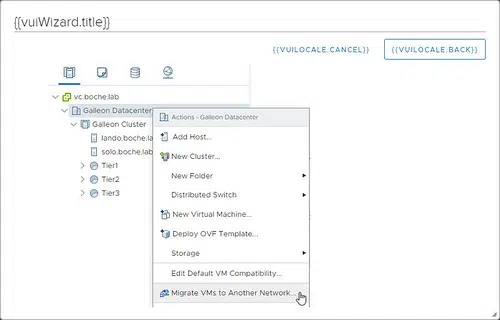 {{vuiWizard.title}}
{{VUILOCALE.CANCEL}}
{{VUILOCALE.BACK}}
vc.boche.lab
Galleon Datacenter
Galleon Cluster
lando.boche.lab
solo.boche.lab
Tier1
Tier2
Tier3
Actions - Galleon Datacenter
Add Host...
New Cluster...
New Folder
Distributed Switch
New Virtual Machine...
Deploy OVF Template...
Storage
Edit Default VM Compatibility...
Migrate VMs to Another Network...